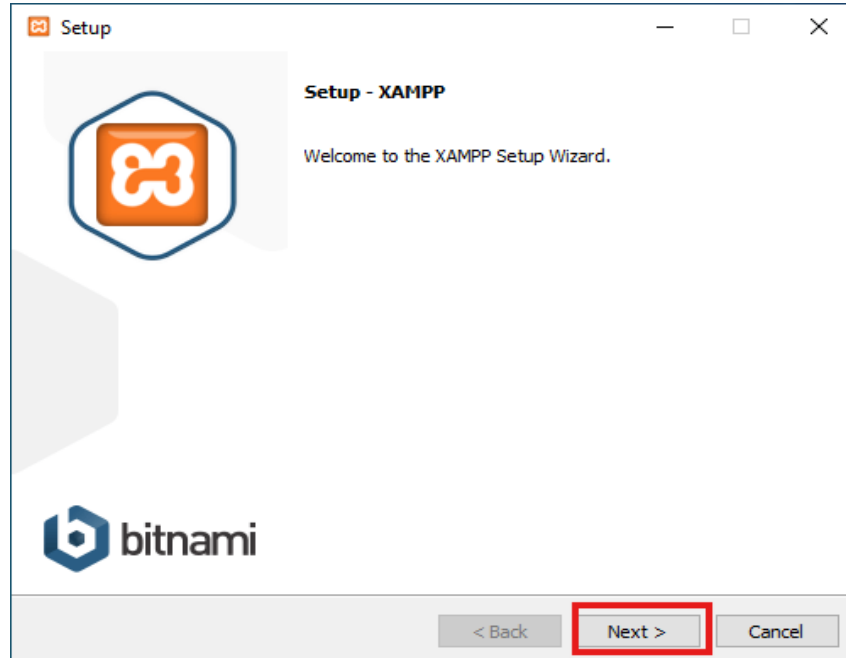 Setup
Setup - XAMPP
Welcome to the XAMPP Setup Wizard.
bitnami
< Back Next > Cancel